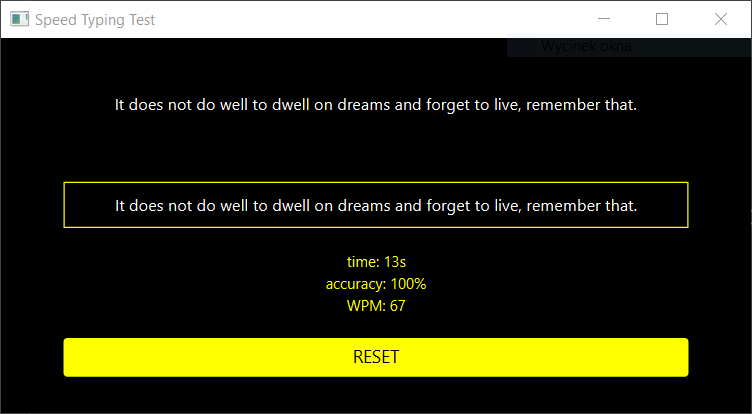 Speed Typing Test
Wycinek okna
It does not do well to dwell on dreams and forget to live, remember that.
It does not do well to dwell on dreams and forget to live, remember that.
time: 13s
accuracy: 100%
WPM: 67
RESET